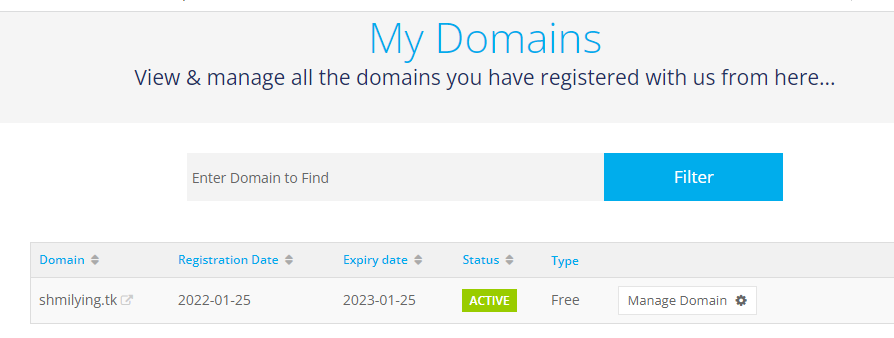 My Domains
View & manage all the domains you have registered with us from here...
Enter Domain to Find
Filter
Domain Registration Date Expiry date Status Type
shmilying.tk 2022-01-25 2023-01-25 ACTIVE Free Manage Domain